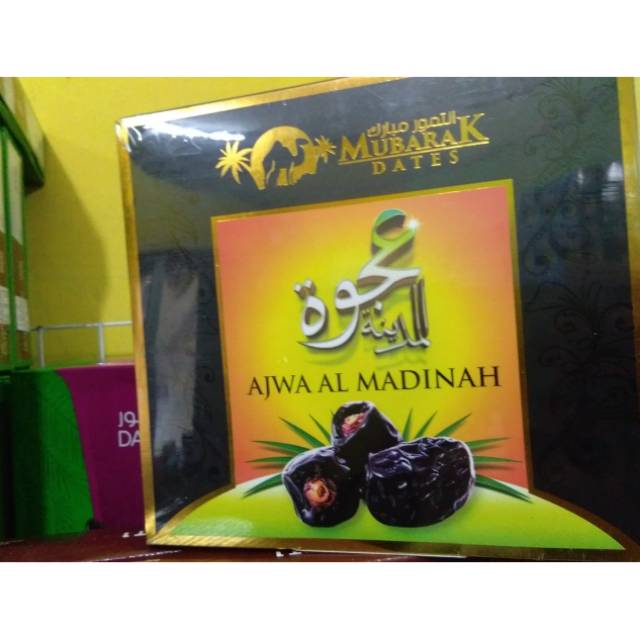 التمور مبارك
MUBARAK
DATES
عجوة
المدينة
AJWA AL MADINAH